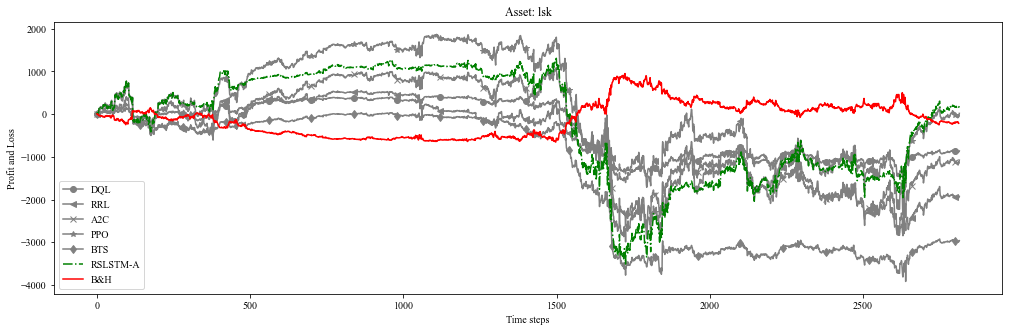 Asset: lsk
Profit and Loss
2000
1000
0
−1000
−2000
−3000
−4000
DQL
RRL
A2C
PPO
BTS
RSLSTM-A
B&H
0
500
1000
1500
2000
2500
Time steps